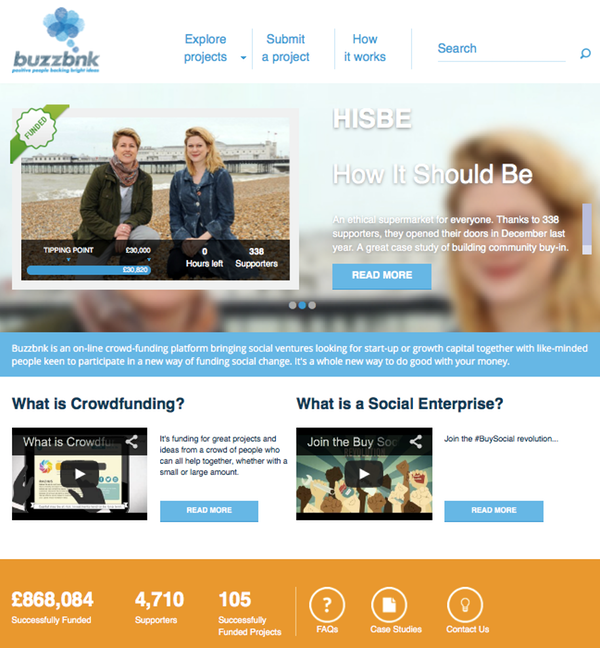 buzzbnk
positive people backing bright ideas
Explore
projects
Submit
a project
How
it works
Search
FUNDED
TIPPING POINT £30,000
£30,820
0
Hours left
338
Supporters
HISBE
How It Should Be
An ethical supermarket for everyone. Thanks to 338
supporters, they opened their doors in December last
year. A great case study of building community buy-in.
READ MORE
Buzzbnk is an on-line crowd-funding platform bringing social ventures looking for start-up or growth capital together with like-minded
people keen to participate in a new way of funding social change. It's a whole new way to do good with your money.
What is Crowdfunding?
What is Crowdfu
It's funding for great projects and
ideas from a crowd of people who
can all help together, whether with a
small or large amount.
READ MORE
What is a Social Enterprise?
Join the Buy Soc
REVOLUTION
Join the #BuySocial revolution...
READ MORE
£868,084
Successfully Funded
4,710
Supporters
105
Successfully
Funded Projects
?
FAQs
Case Studies
Contact Us